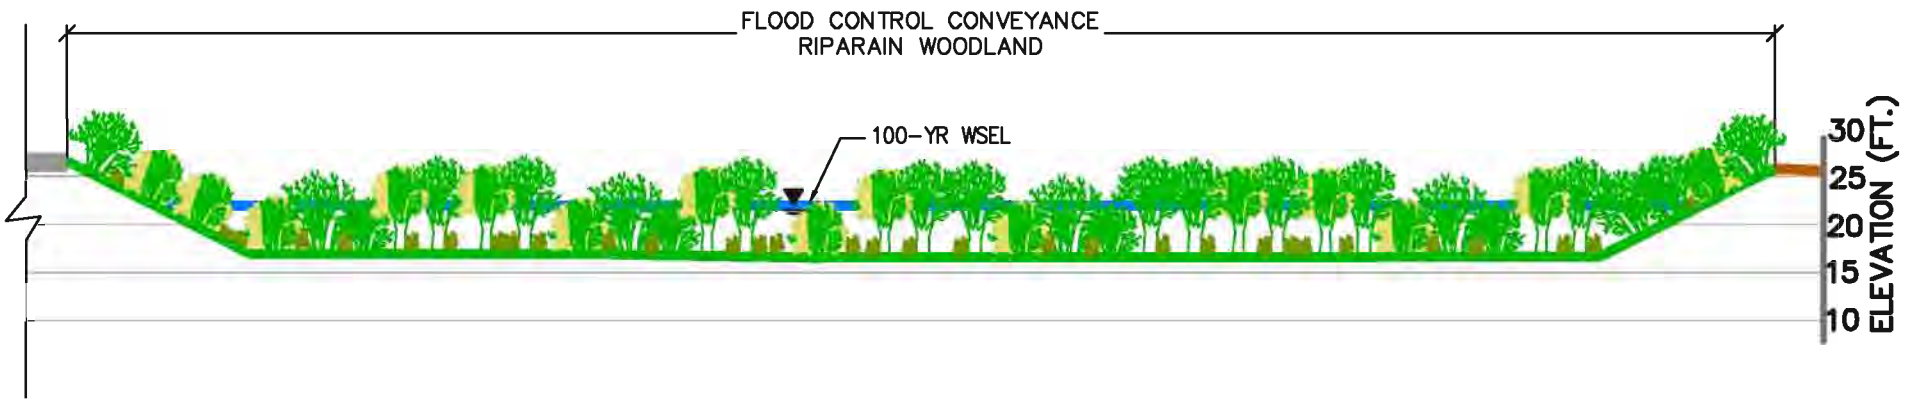 FLOOD CONTROL CONVEYANCE
RIPARAIN WOODLAND
100-YR WSEL
30
25
20
15
10
ELEVATION (FT.)